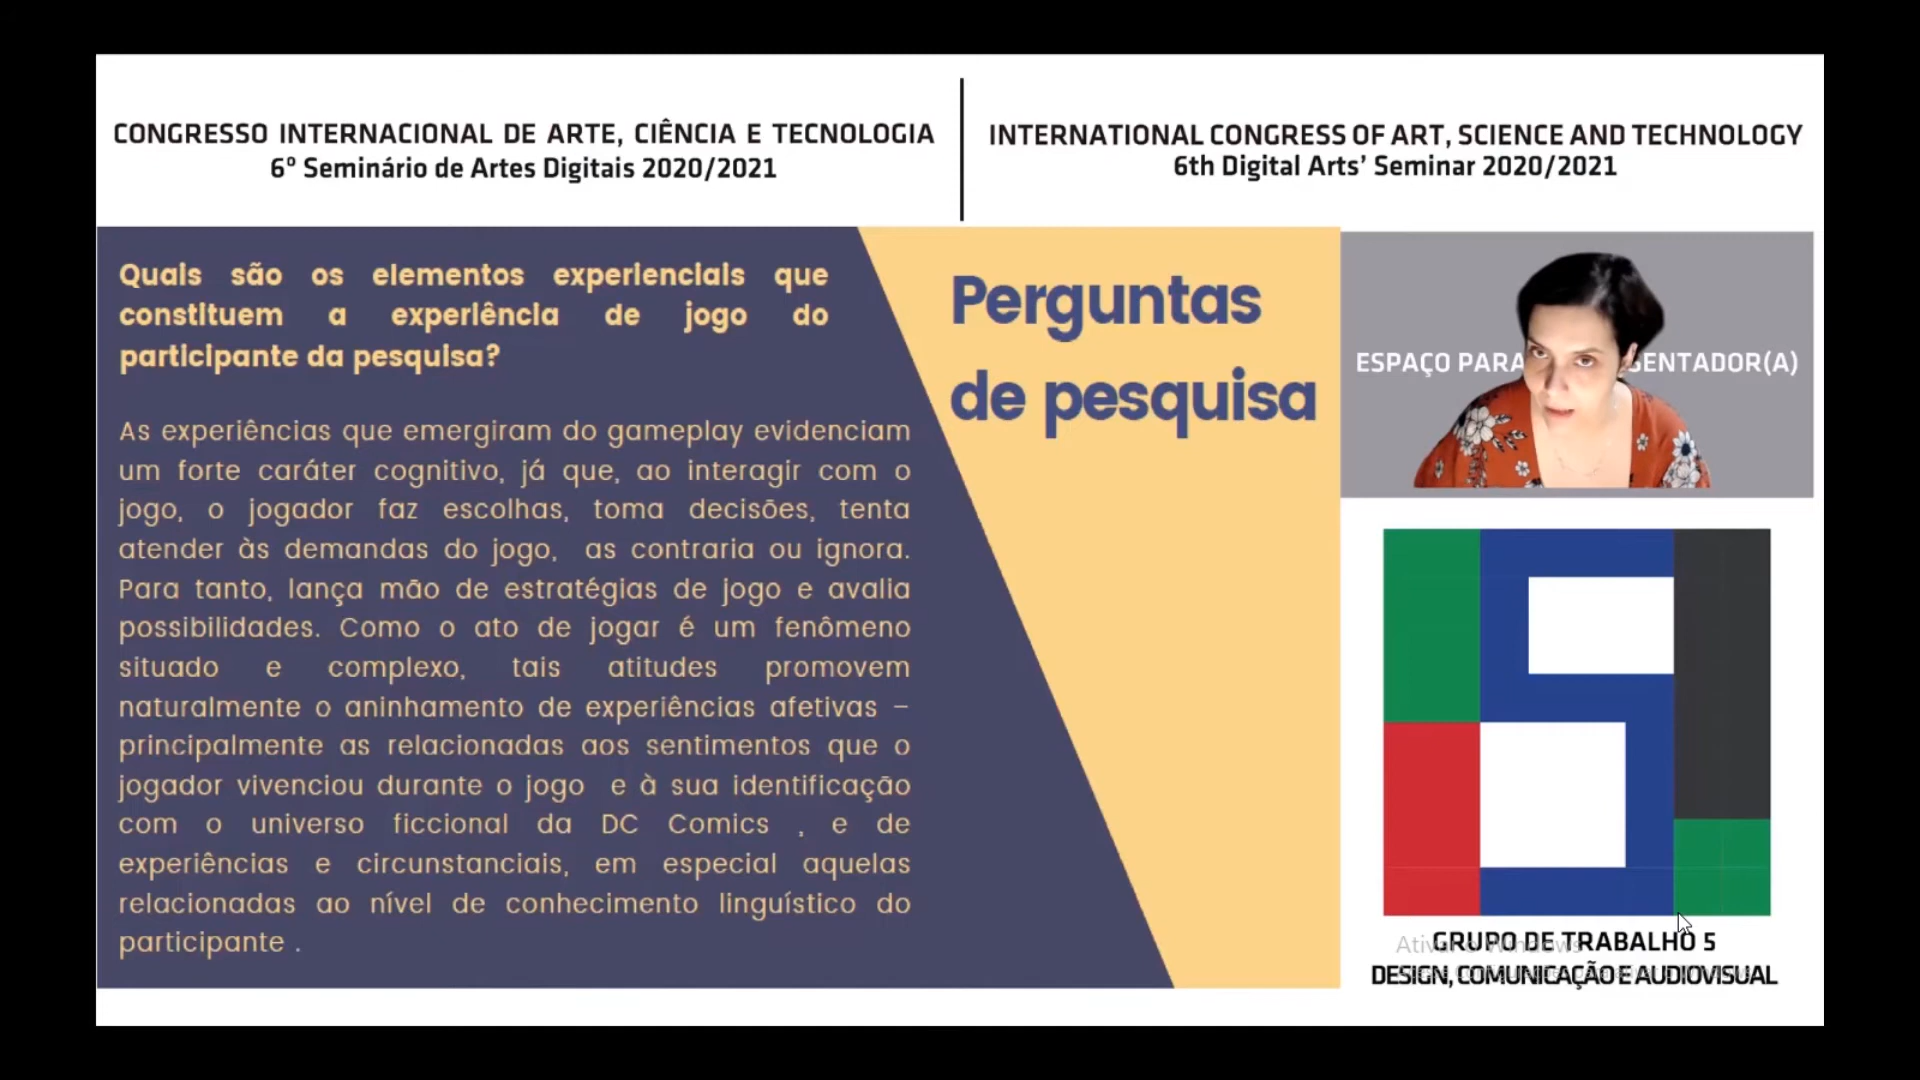 CONGRESSO INTERNACIONAL DE ARTE, CIÊNCIA E TECNOLOGIA
6º Seminário de Artes Digitais 2020/2021
INTERNATIONAL CONGRESS OF ART, SCIENCE AND TECHNOLOGY
6th Digital Arts' Seminar 2020/2021
Quais são os elementos experienciais que
constituem a experiência de jogo do
participante da pesquisa?
As experiências que emergiram do gameplay evidenciam
um forte caráter cognitivo, já que, ao interagir com o
jogo, o jogador faz escolhas, toma decisões, tenta
atender às demandas do jogo, as contraria ou ignora.
Para tanto, lança mão de estratégias de jogo e avalia
possibilidades. Como o ato de jogar é um fenômeno
situado e complexo, tais atitudes promovem
naturalmente o aninhamento de experiências afetivas –
principalmente as relacionadas aos sentimentos que o
jogador vivenciou durante o jogo e à sua identificação
com o universo ficcional da DC Comics , e de
experiências e circunstanciais, em especial aquelas
relacionadas ao nível de conhecimento linguístico do
participante .
Perguntas
de pesquisa
ESPAÇO PARA SENTADOR(A)
Ativar o Windows
GRUPO DE TRABALHO 5
DESIGN, COMUNICAÇÃO E AUDIOVISUAL